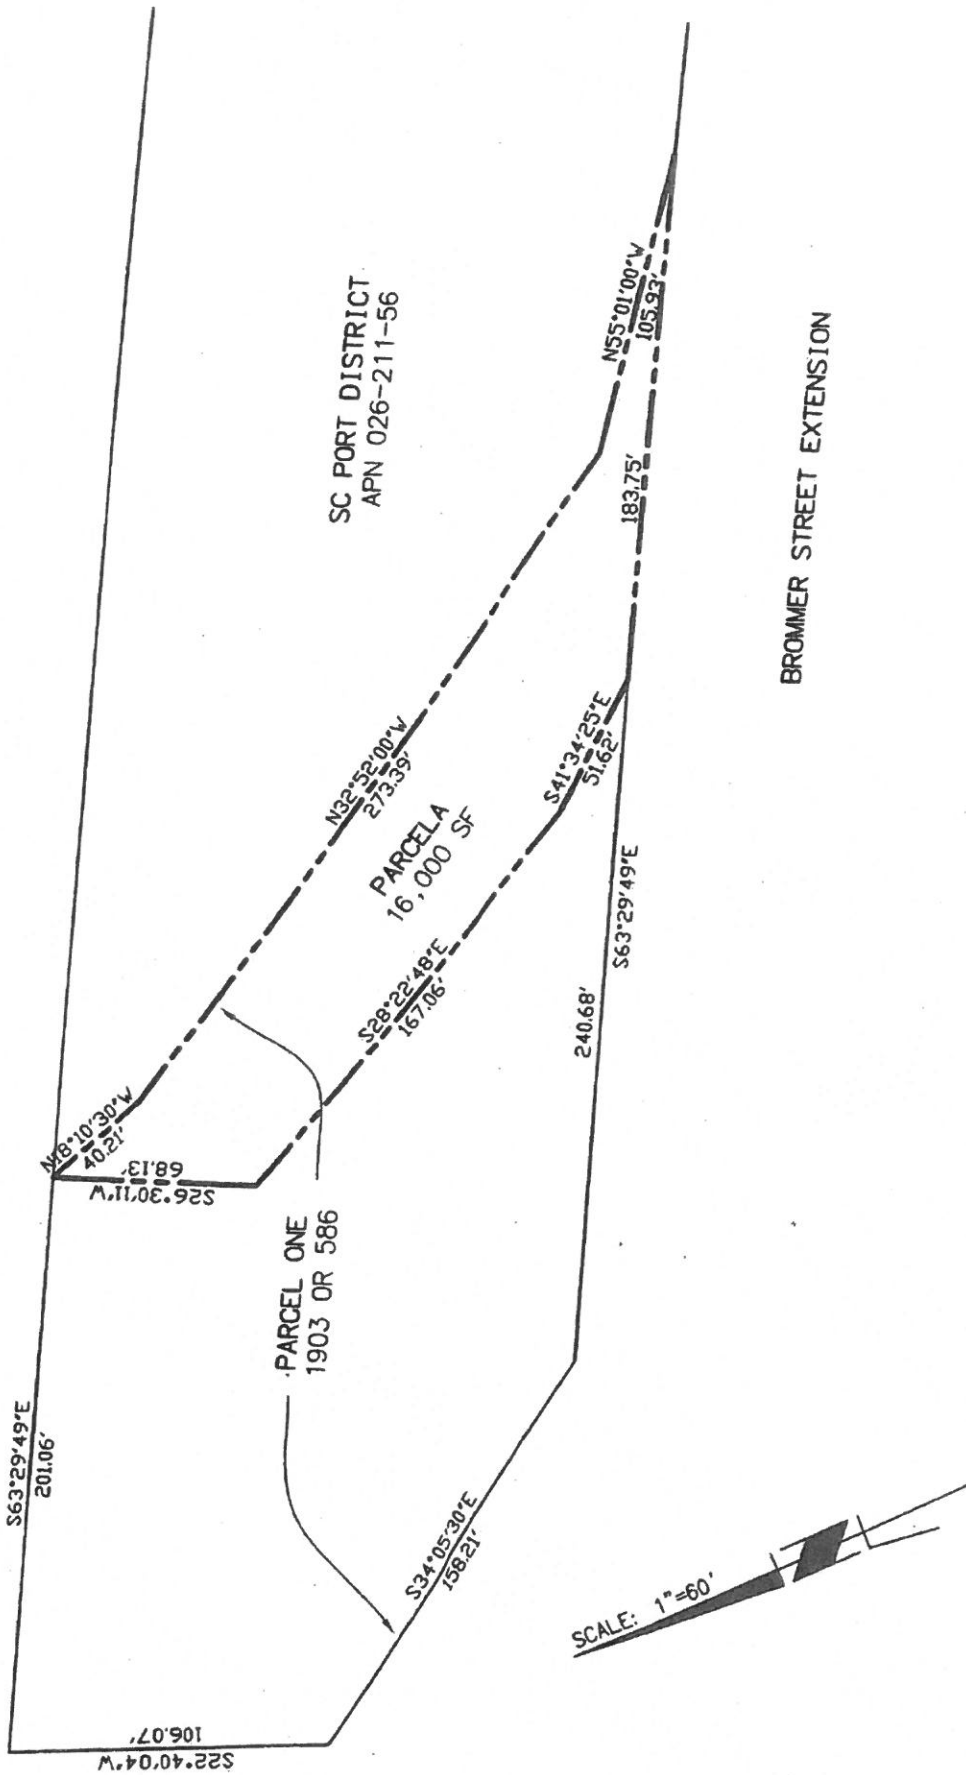 S63°29'49"E
201.06'
S22°40'04"W
106.07'
S34°05'30"E
158.21'
PARCEL ONE
1903 OR 586
N18°10'30"W
40.21'
S26°30'11"W
68.13'
S28°22'48"E
167.06'
PARCELA
16,000 SF
N32°52'00"W
273.39'
S41°34'25"E
51.62'
240.68'
S63°29'49"E
183.75'
N55°01'00"W
105.93'
SC PORT DISTRICT
APN 026-211-56
BROMMER STREET EXTENSION
SCALE: 1"=60'